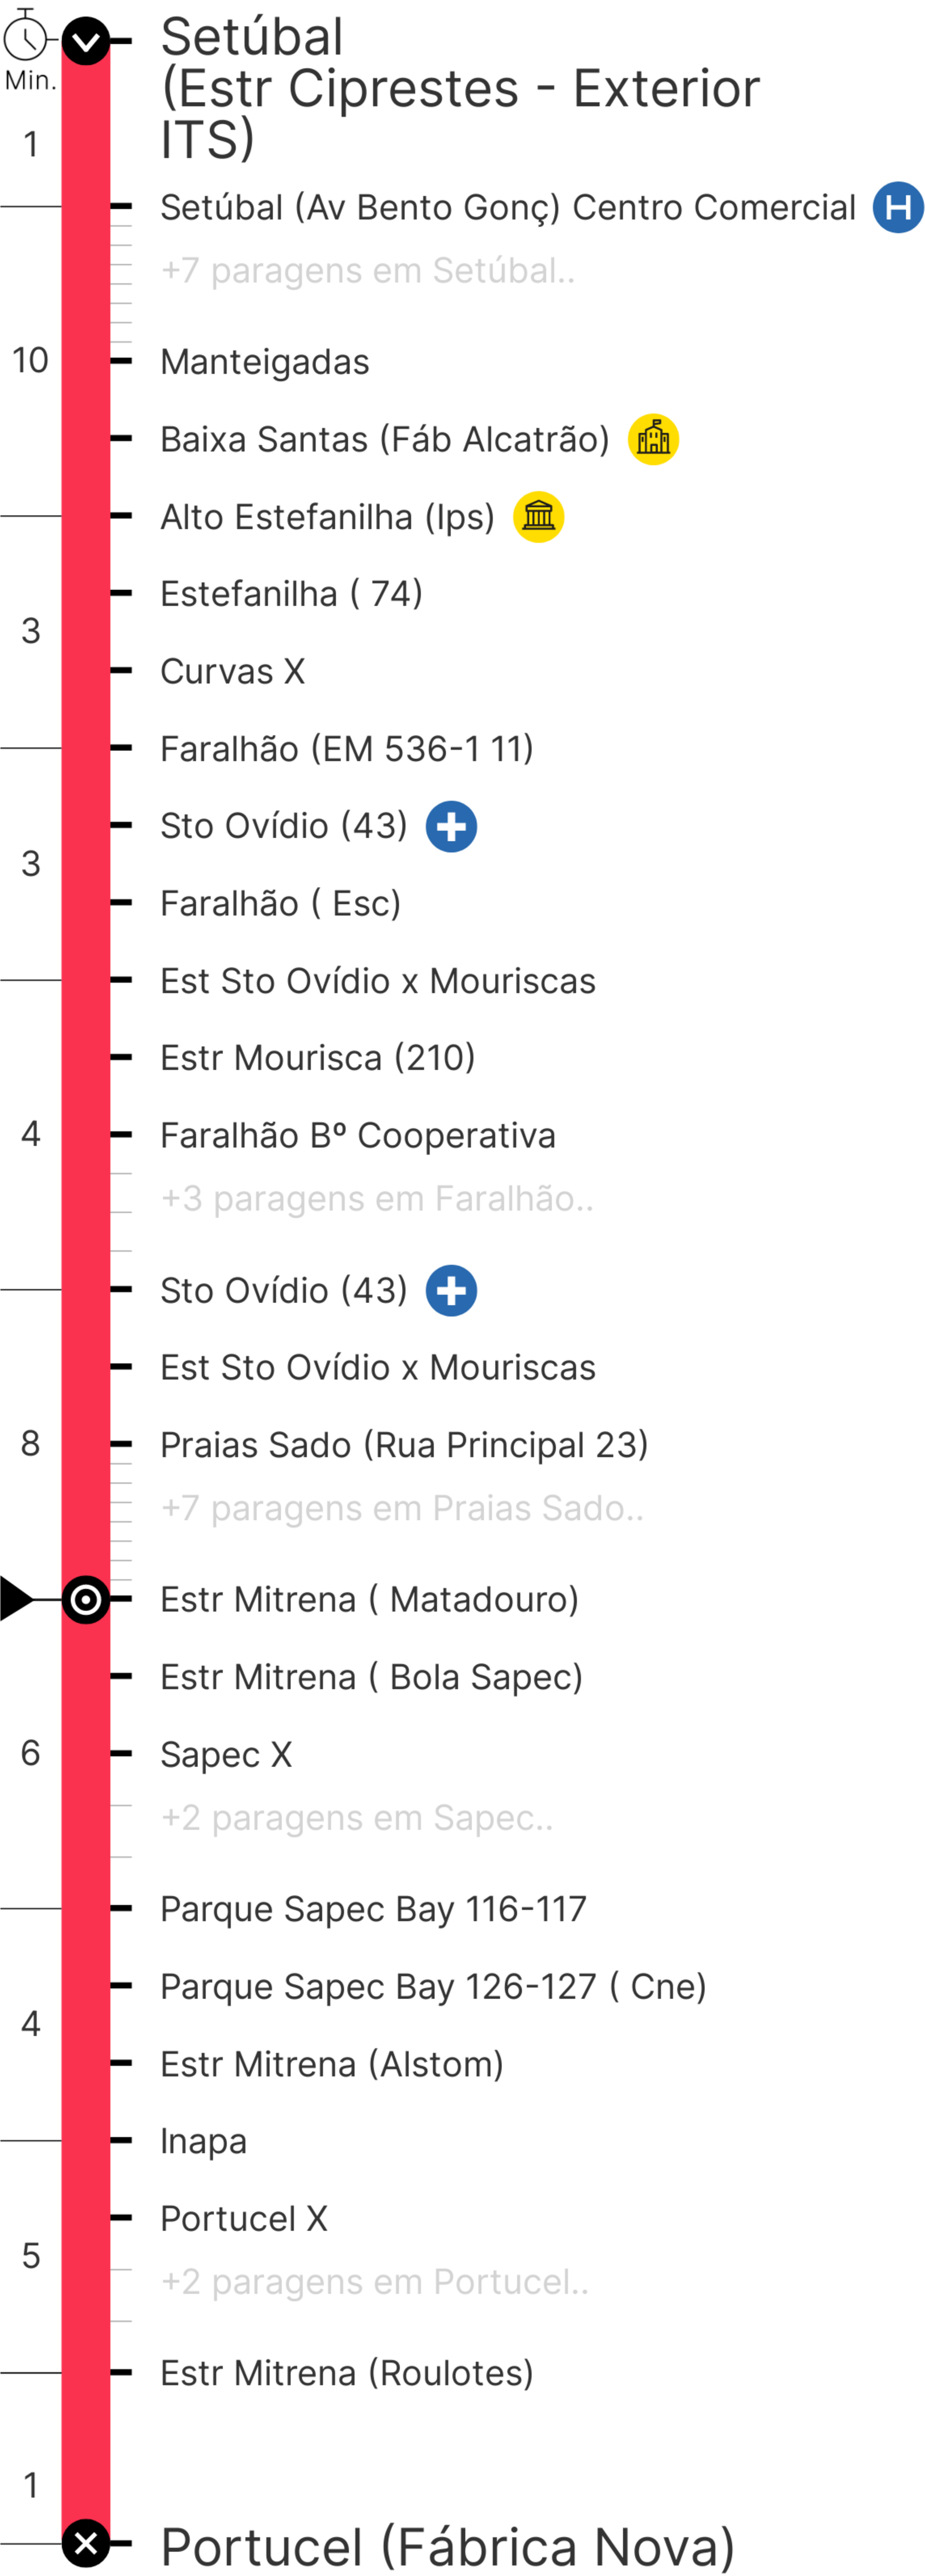 Setúbal
(Estr Ciprestes - Exterior
ITS)
Min.
1
Setúbal (Av Bento Gonç) Centro Comercial H
+7 paragens em Setúbal..
10
Manteigadas
Baixa Santas (Fáb Alcatrão)
Alto Estefanilha (Ips)
Estefanilha ( 74)
3
Curvas X
Faralhão (EM 536-1 11)
Sto Ovídio (43)
3
Faralhão ( Esc)
Est Sto Ovídio x Mouriscas
Estr Mourisca (210)
4
Faralhão Bº Cooperativa
+3 paragens em Faralhão..
Sto Ovídio (43)
Est Sto Ovídio x Mouriscas
8
Praias Sado (Rua Principal 23)
+7 paragens em Praias Sado..
Estr Mitrena ( Matadouro)
Estr Mitrena ( Bola Sapec)
6
Sapec X
+2 paragens em Sapec..
Parque Sapec Bay 116-117
Parque Sapec Bay 126-127 ( Cne)
4
Estr Mitrena (Alstom)
Inapa
Portucel X
5
+2 paragens em Portucel..
Estr Mitrena (Roulotes)
1
Portucel (Fábrica Nova)